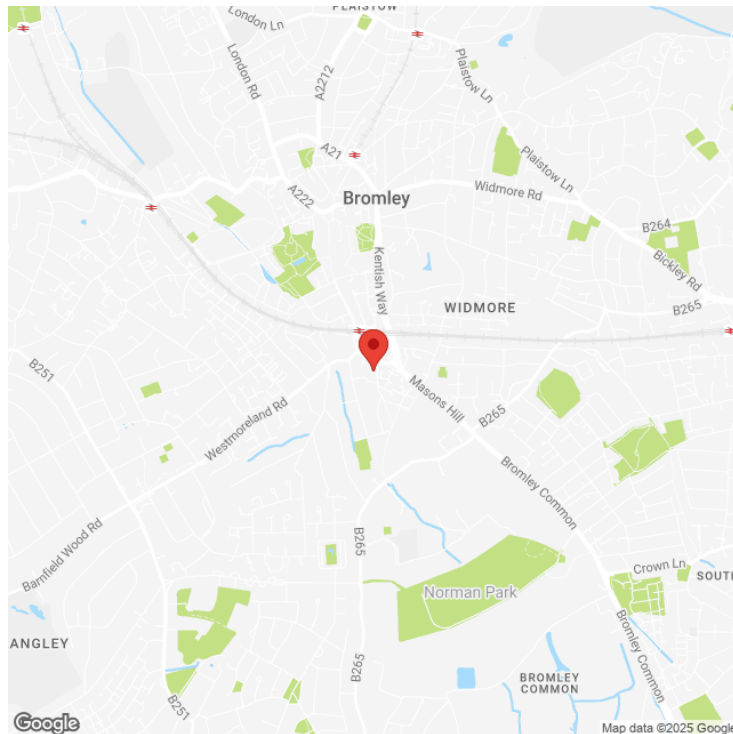 PLAISTOW
London Ln
London Rd
A2212
Plaistow Ln
A21
Plaistow Ln
A222
Bromley
Widmore Rd
B264
Kentish Way
Bickley Rd
WIDMORE
B265
B251
Masons Hill
B265
Westmoreland Rd
Bromley Common
Barnfield Wood Rd
B265
Crown Ln
SOUTH
Norman Park
ANGLEY
Bromley Common
B265
BROMLEY
COMMON
B251
Google
Map data ©2025 Google